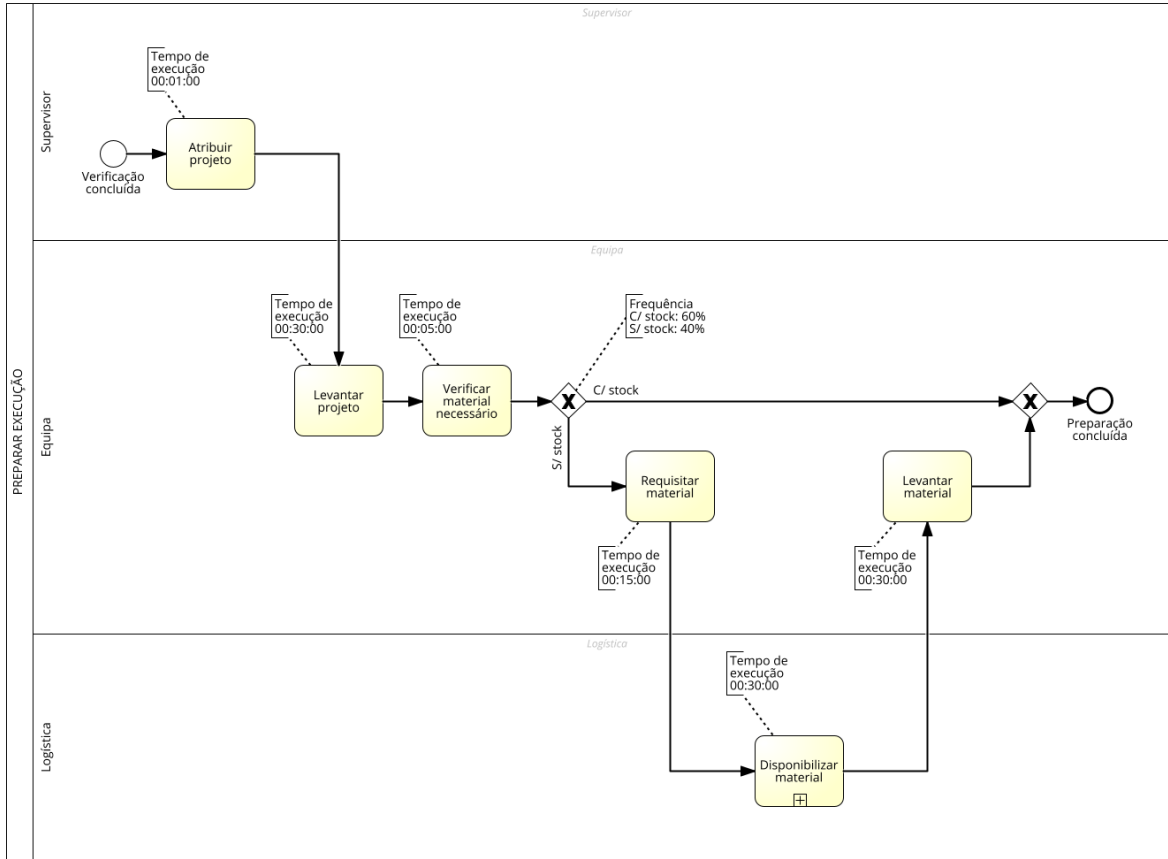 PREPARAR EXECUÇÃO
Supervisor
Supervisor
Tempo de
execução
00:01:00
Verificação
concluída
Atribuir
projeto
Equipa
Equipa
Tempo de
execução
00:30:00
Levantar
projeto
Tempo de
execução
00:05:00
Verificar
material
necessário
Frequência
C/ stock: 60%
S/ stock: 40%
X
C/ stock
S/ stock
Requisitar
material
Tempo de
execução
00:15:00
Levantar
material
Tempo de
execução
00:30:00
X
Preparação
concluída
Logística
Logística
Tempo de
execução
00:30:00
Disponibilizar
material